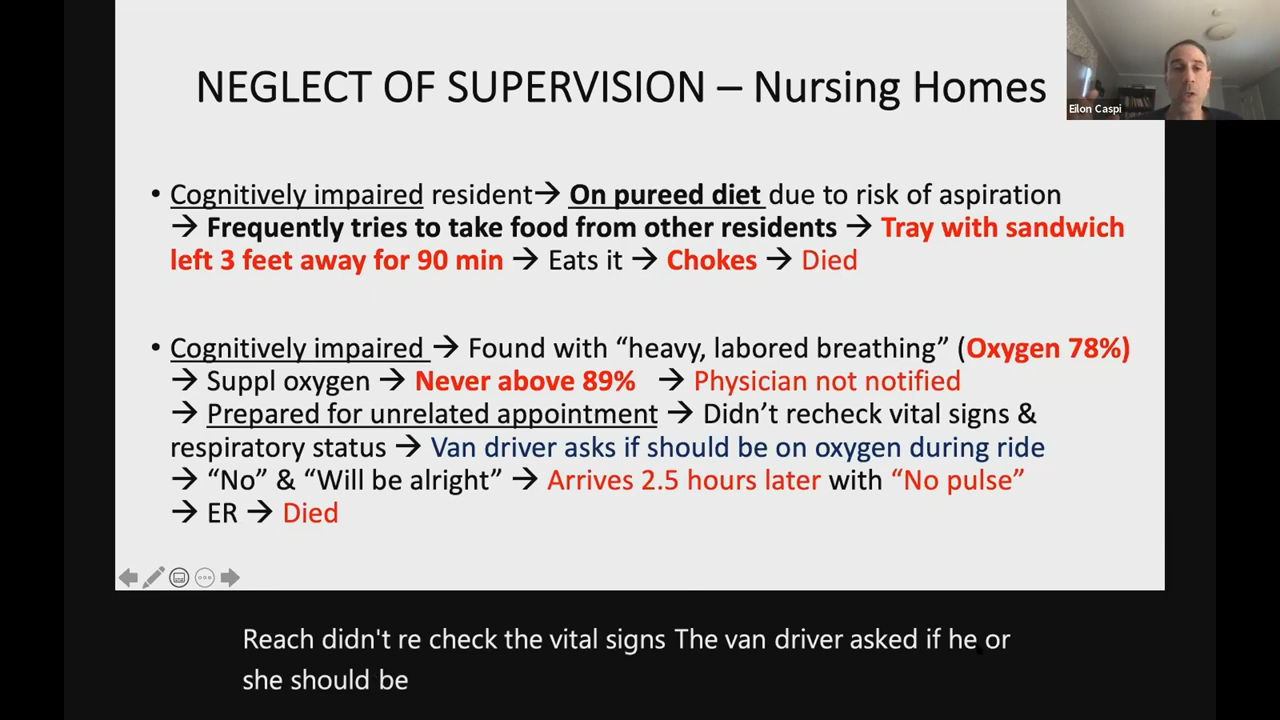 NEGLECT OF SUPERVISION – Nursing Homes
Eilon Caspi
• Cognitively impaired resident→ On pureed diet due to risk of aspiration
→ Frequently tries to take food from other residents → Tray with sandwich
left 3 feet away for 90 min → Eats it → Chokes → Died
• Cognitively impaired → Found with “heavy, labored breathing” (Oxygen 78%)
→ Suppl oxygen → Never above 89% → Physician not notified
→ Prepared for unrelated appointment → Didn’t recheck vital signs &
respiratory status → Van driver asks if should be on oxygen during ride
→ “No” & “Will be alright” → Arrives 2.5 hours later with “No pulse”
→ ER → Died
Reach didn't re check the vital signs The van driver asked if he or
she should be